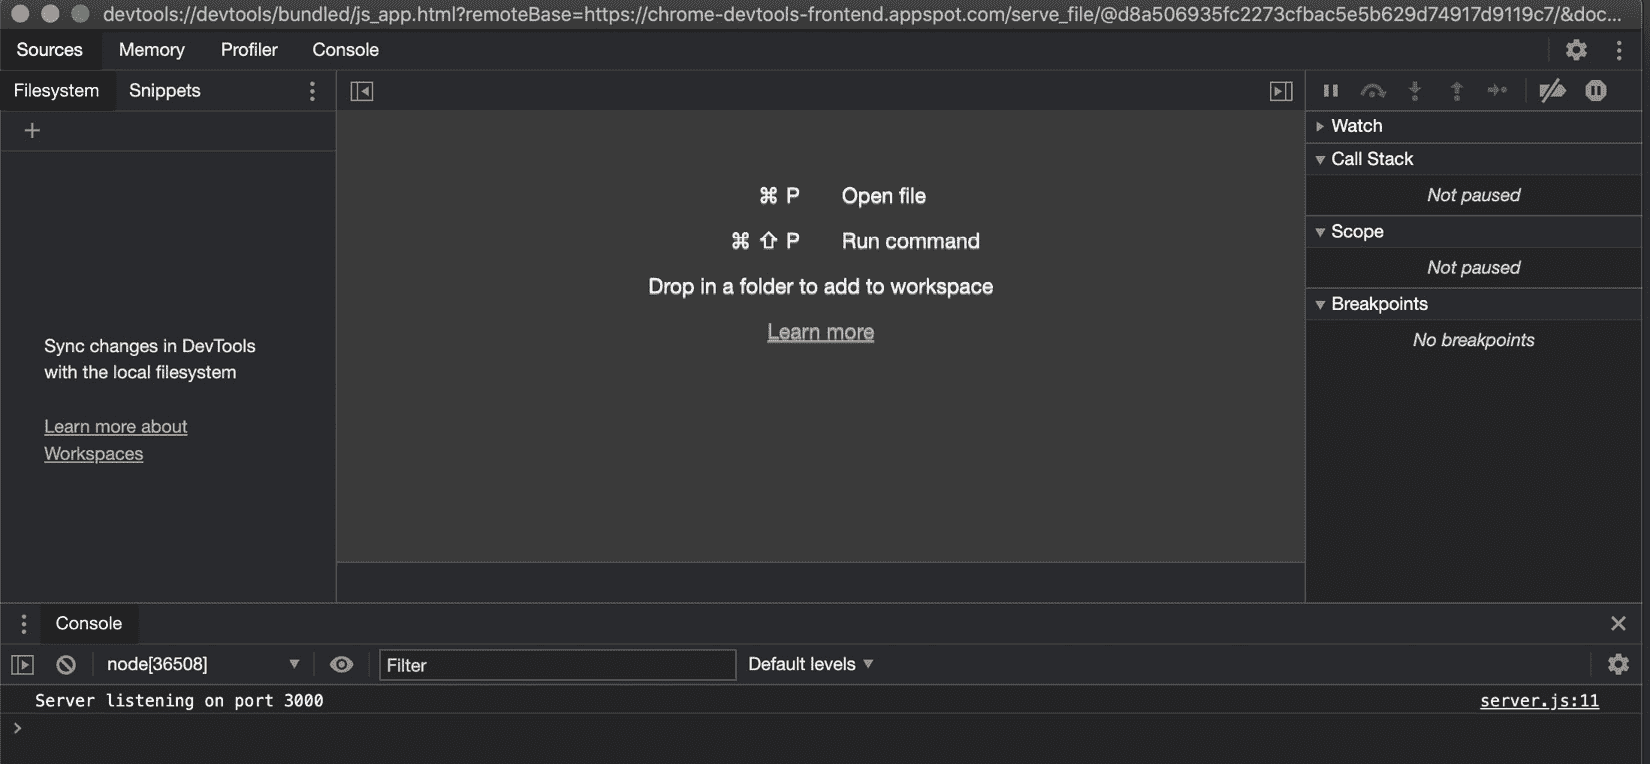 devtools://devtools/bundled/js_app.html?remoteBase=https://chrome-devtools-frontend.appspot.com/serve_file/@d8a506935fc2273cfbac5e5b629d74917d9119c7/&doc...
Sources Memory Profiler Console
Filesystem Snippets
Watch
Call Stack
Not paused
Scope
Not paused
Breakpoints
No breakpoints
⌘ P Open file
⌘ ⇧ P Run command
Drop in a folder to add to workspace
Learn more
Sync changes in DevTools
with the local filesystem
Learn more about
Workspaces
Console
node[36508] Filter Default levels
Server listening on port 3000 server.js:11